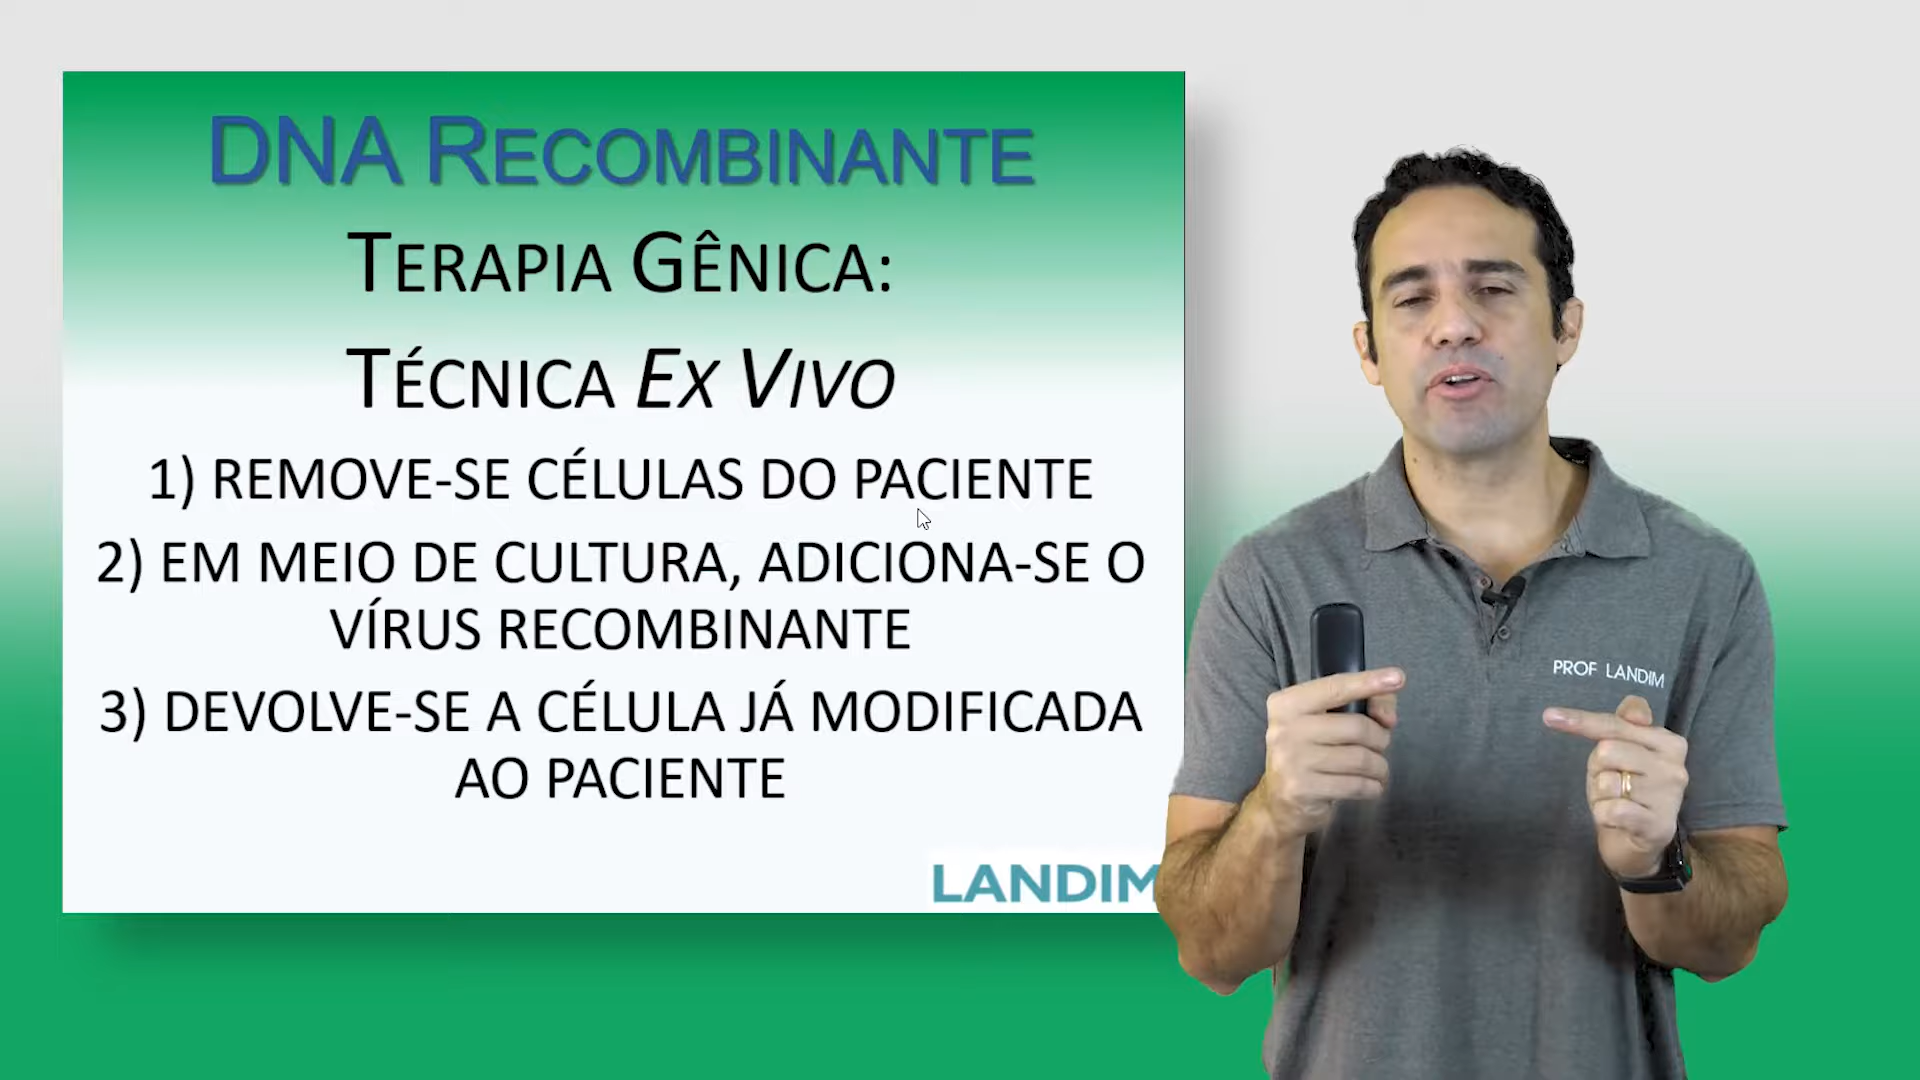 DNA RECOMBINANTE
TERAPIA GÊNICA:
TÉCNICA EX VIVO
1) REMOVE-SE CÉLULAS DO PACIENTE
2) EM MEIO DE CULTURA, ADICIONA-SE O
VÍRUS RECOMBINANTE
3) DEVOLVE-SE A CÉLULA JÁ MODIFICADA
AO PACIENTE
LANDIM
PROF LANDIM